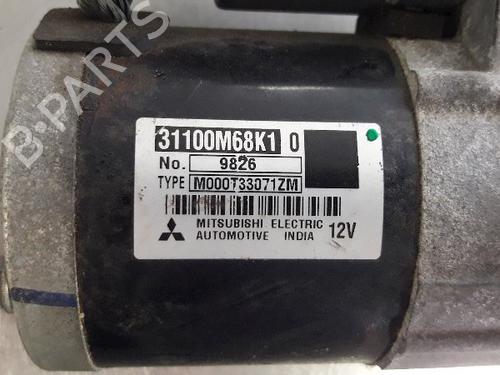 31100M68K1 0
No. 9826
TYPE M000T33071ZM
MITSUBISHI ELECTRIC
AUTOMOTIVE INDIA 12V
B-PARTS